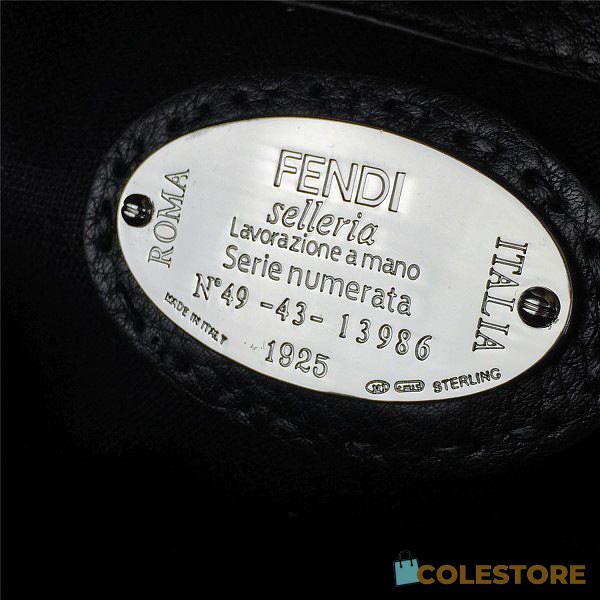 FENDI
selleria
Lavorazione a mano
Serie numerata
N° 49 - 43 - 13986
1925
ROMA
ITALIA
MADE IN ITALY
STERLING
COLESTORE